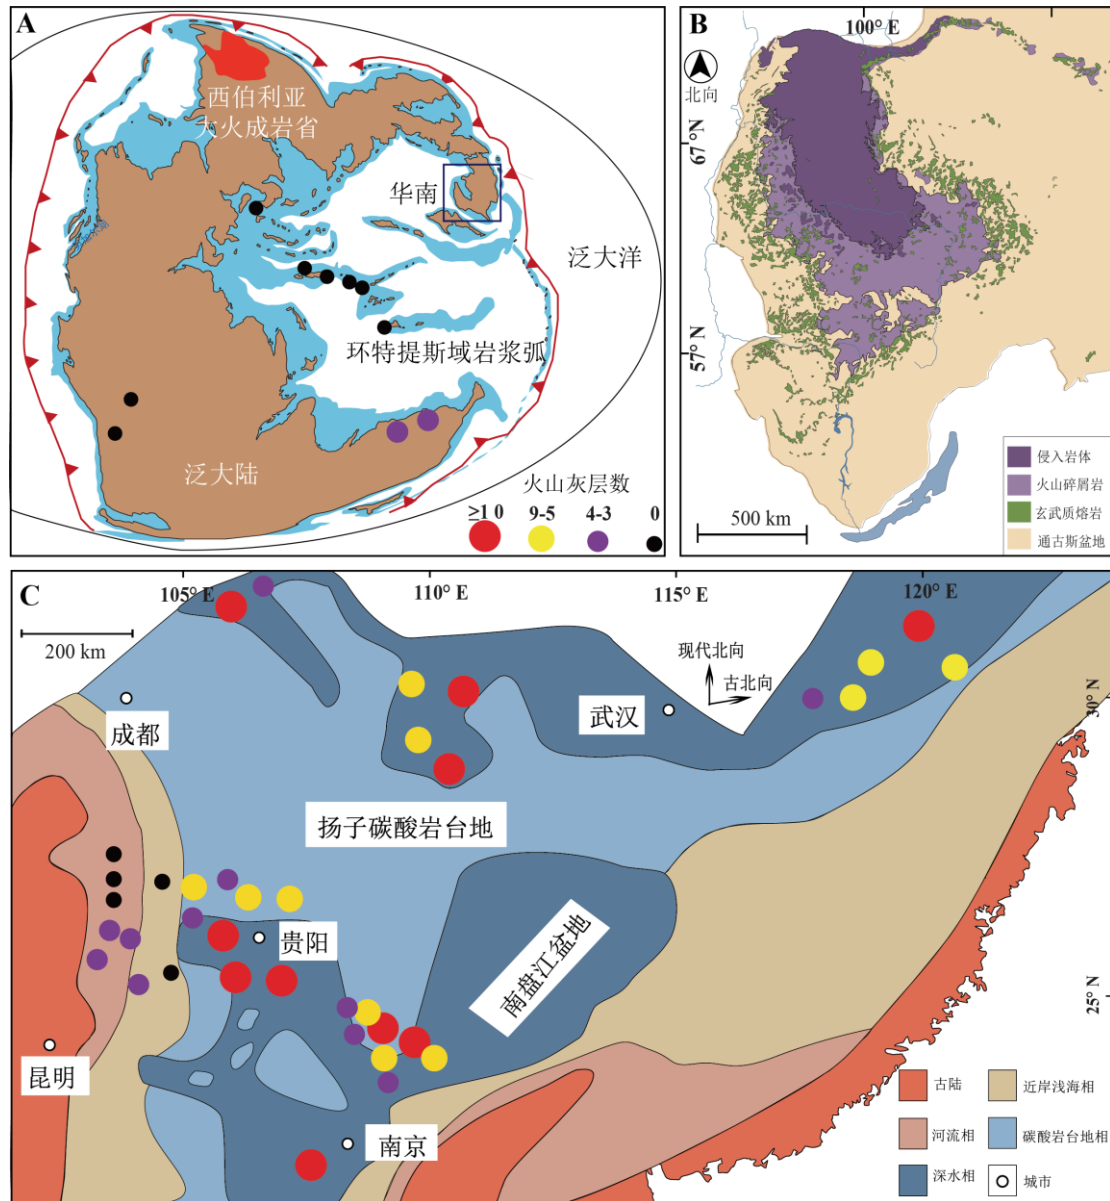 A
西伯利亚
大火成岩省
华南
泛大洋
环特提斯域岩浆弧
泛大陆
火山灰层数
≥10 9-5 4-3 0
B
100° E
北向
67° N
57° N
500 km
侵入岩体
火山碎屑岩
玄武质熔岩
通古斯盆地
C
105° E
110° E
115° E
120° E
200 km
现代北向
古北向
30° N
成都
武汉
扬子碳酸岩台地
贵阳
南盘江盆地
25° N
昆明
南京
古陆
近岸浅海相
河流相
碳酸岩台地相
深水相
城市